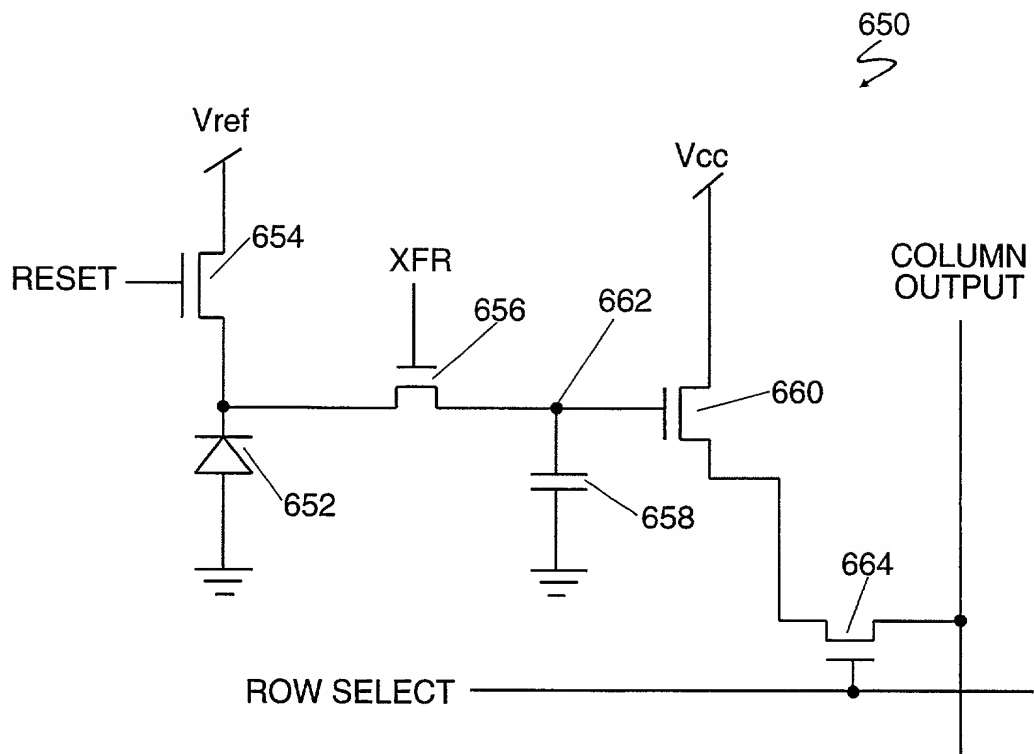 650
Vref
Vcc
654
RESET
XFR
COLUMN
OUTPUT
656
662
660
652
658
664
ROW SELECT